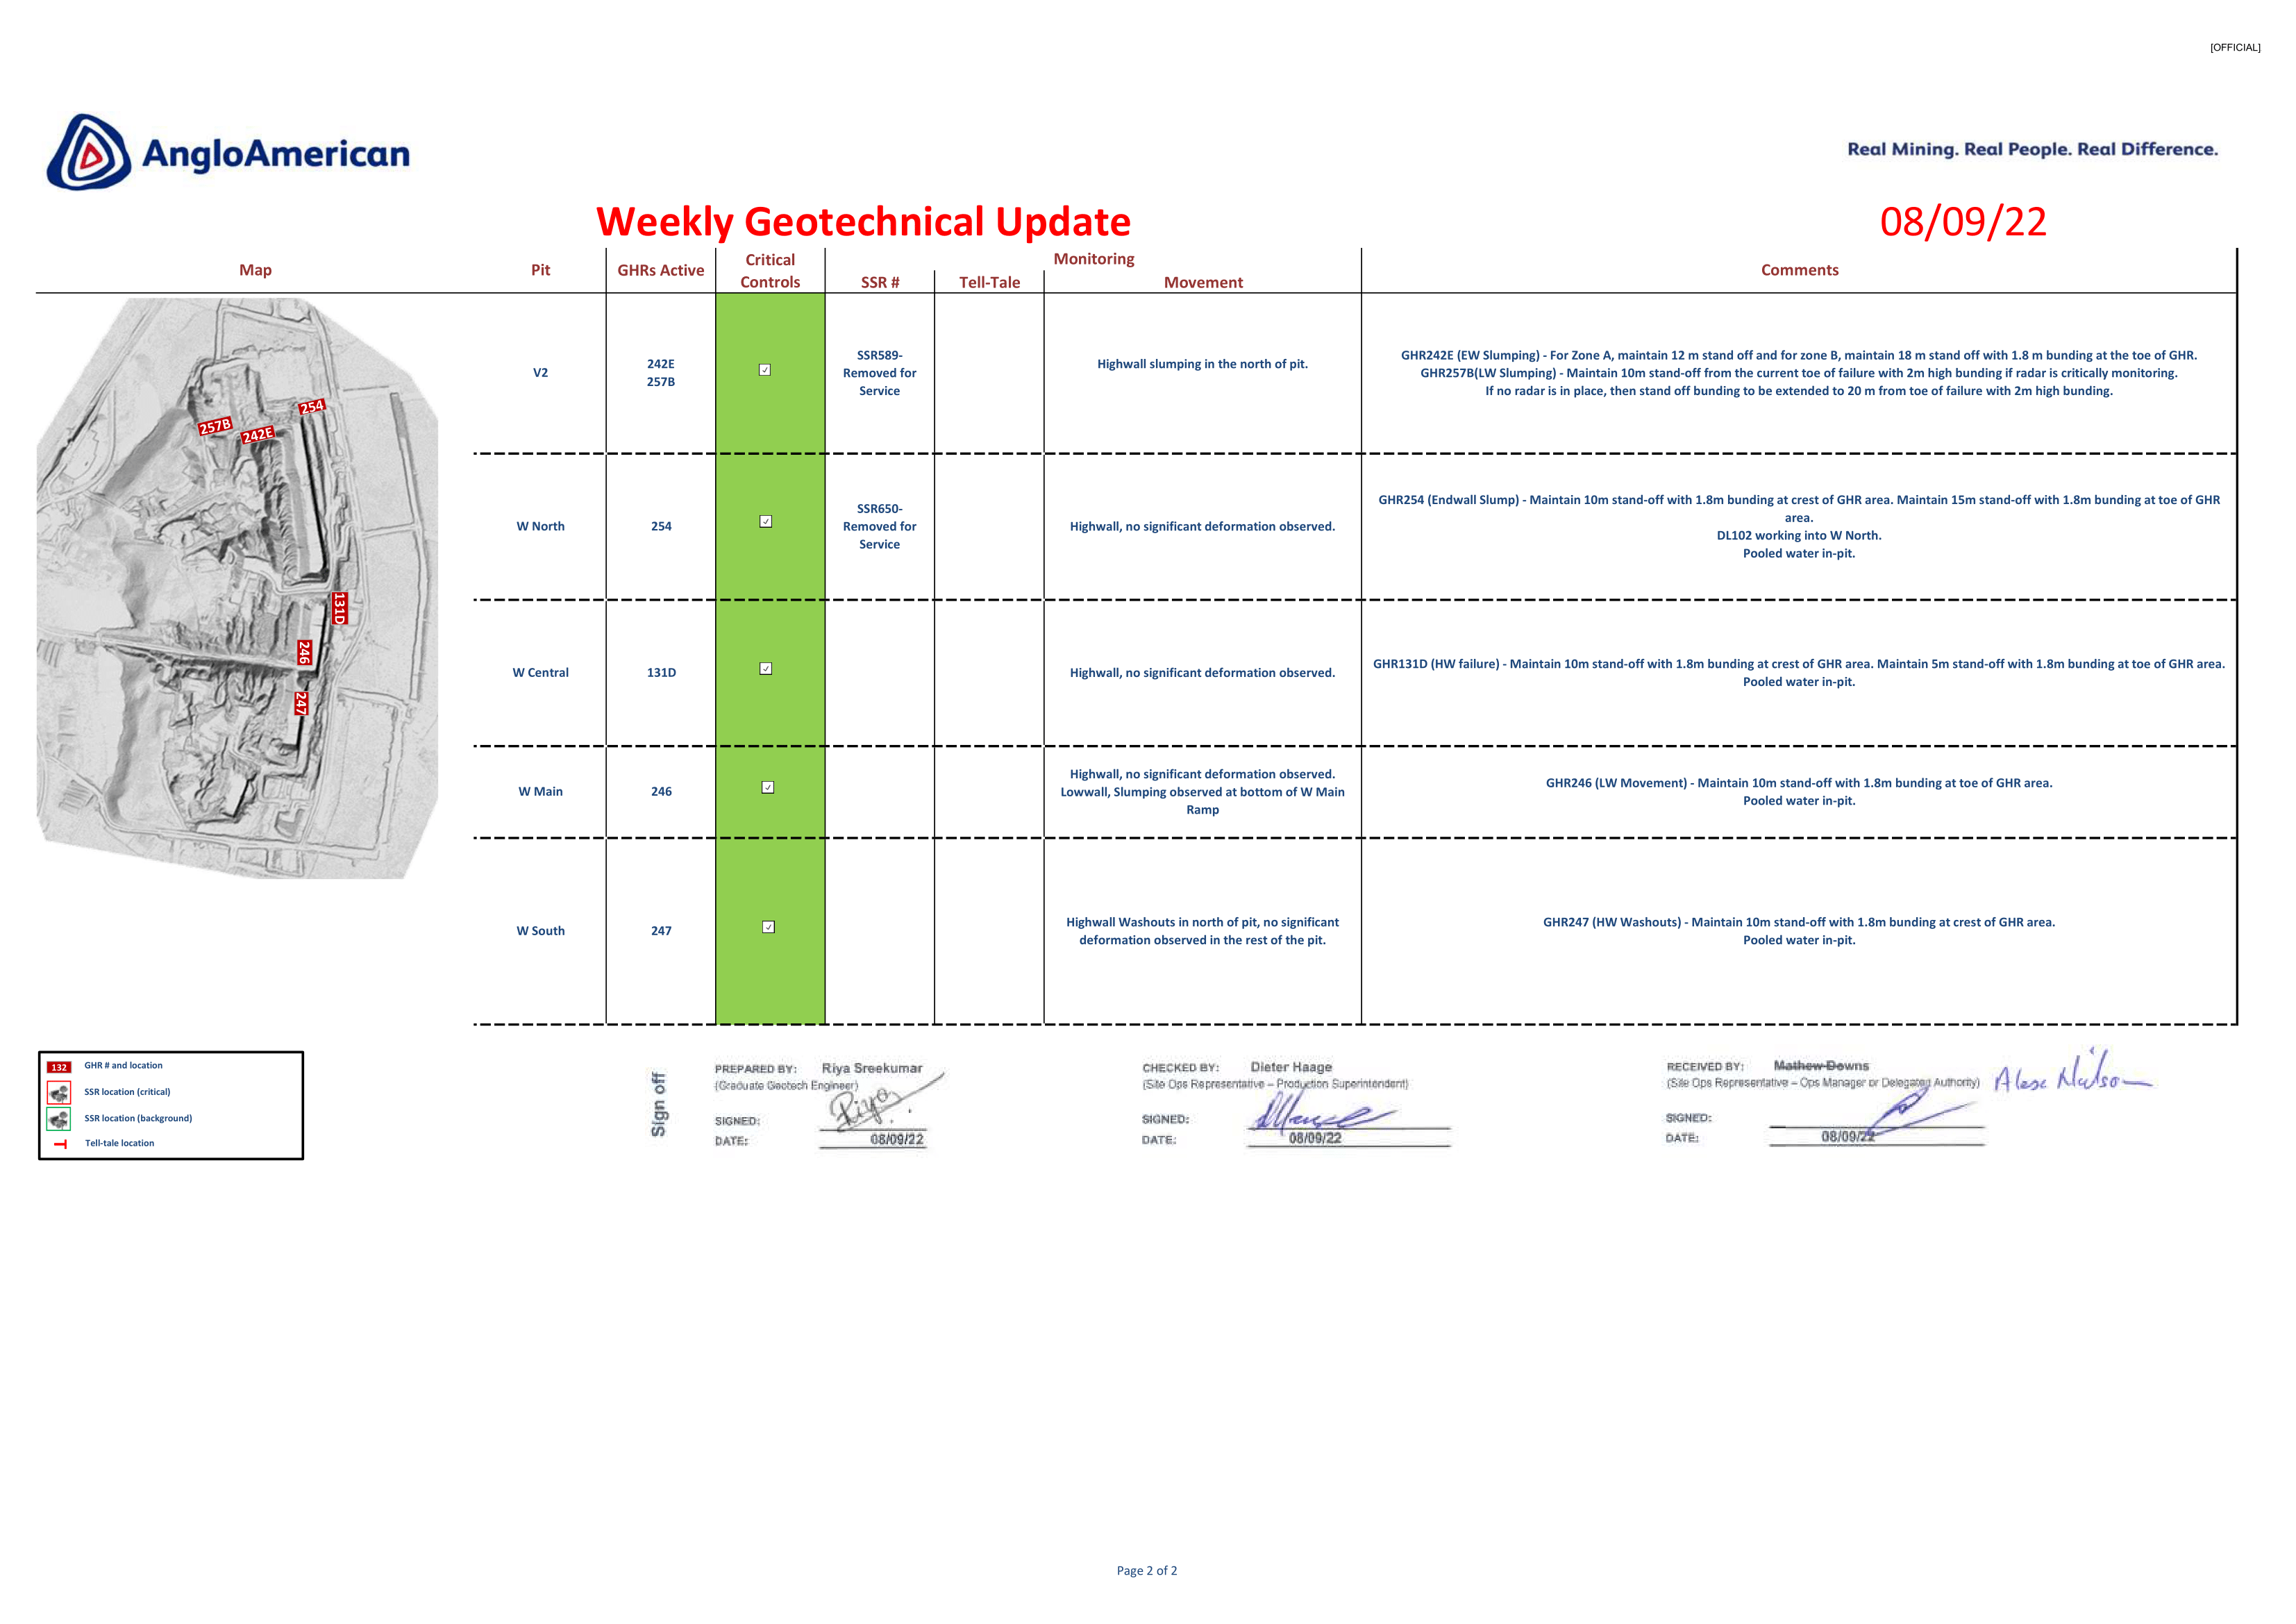 [OFFICIAL]
AngloAmerican
Real Mining. Real People. Real Difference.
Weekly Geotechnical Update
08/09/22
Map
Pit
GHRs Active
Critical
Controls
Monitoring
SSR #
Tell-Tale
Movement
Comments
254
257B
242E
131D
246
247
V2
242E
257B
SSR589-
Removed for
Service
Highwall slumping in the north of pit.
GHR242E (EW Slumping) - For Zone A, maintain 12 m stand off and for zone B, maintain 18 m stand off with 1.8 m bunding at the toe of GHR.
GHR257B(LW Slumping) - Maintain 10m stand-off from the current toe of failure with 2m high bunding if radar is critically monitoring.
If no radar is in place, then stand off bunding to be extended to 20 m from toe of failure with 2m high bunding.
W North
254
SSR650-
Removed for
Service
Highwall, no significant deformation observed.
GHR254 (Endwall Slump) - Maintain 10m stand-off with 1.8m bunding at crest of GHR area. Maintain 15m stand-off with 1.8m bunding at toe of GHR
area.
DL102 working into W North.
Pooled water in-pit.
W Central
131D
Highwall, no significant deformation observed.
GHR131D (HW failure) - Maintain 10m stand-off with 1.8m bunding at crest of GHR area. Maintain 5m stand-off with 1.8m bunding at toe of GHR area.
Pooled water in-pit.
W Main
246
Highwall, no significant deformation observed.
Lowwall, Slumping observed at bottom of W Main
Ramp
GHR246 (LW Movement) - Maintain 10m stand-off with 1.8m bunding at toe of GHR area.
Pooled water in-pit.
W South
247
Highwall Washouts in north of pit, no significant
deformation observed in the rest of the pit.
GHR247 (HW Washouts) - Maintain 10m stand-off with 1.8m bunding at crest of GHR area.
Pooled water in-pit.
132 GHR # and location
SSR location (critical)
SSR location (background)
Tell-tale location
Sign off
PREPARED BY: Riya Sreekumar
(Graduate Geotech Engineer)
SIGNED: Riya
DATE: 08/09/22
CHECKED BY: Dieter Haage
(Site Ops Representative – Production Superintendent)
SIGNED:
DATE: 08/09/22
RECEIVED BY: Mathew Downs
(Site Ops Representative – Ops Manager or Delegated Authority)
SIGNED:
DATE: 08/09/22
Page 2 of 2